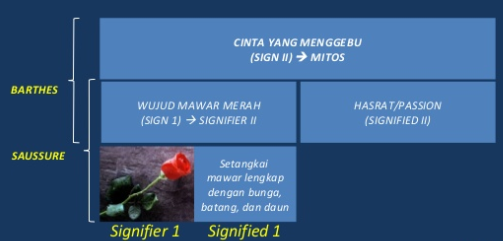 CINTA YANG MENGGEBU
(SIGN II) → MITOS
BARTHES
WUJUD MAWAR MERAH
(SIGN 1) → SIGNIFIER II
HASRAT/PASSION
(SIGNIFIED II)
SAUSSURE
Setangkai
mawar lengkap
dengan bunga,
batang, dan daun
Signifier 1
Signified 1